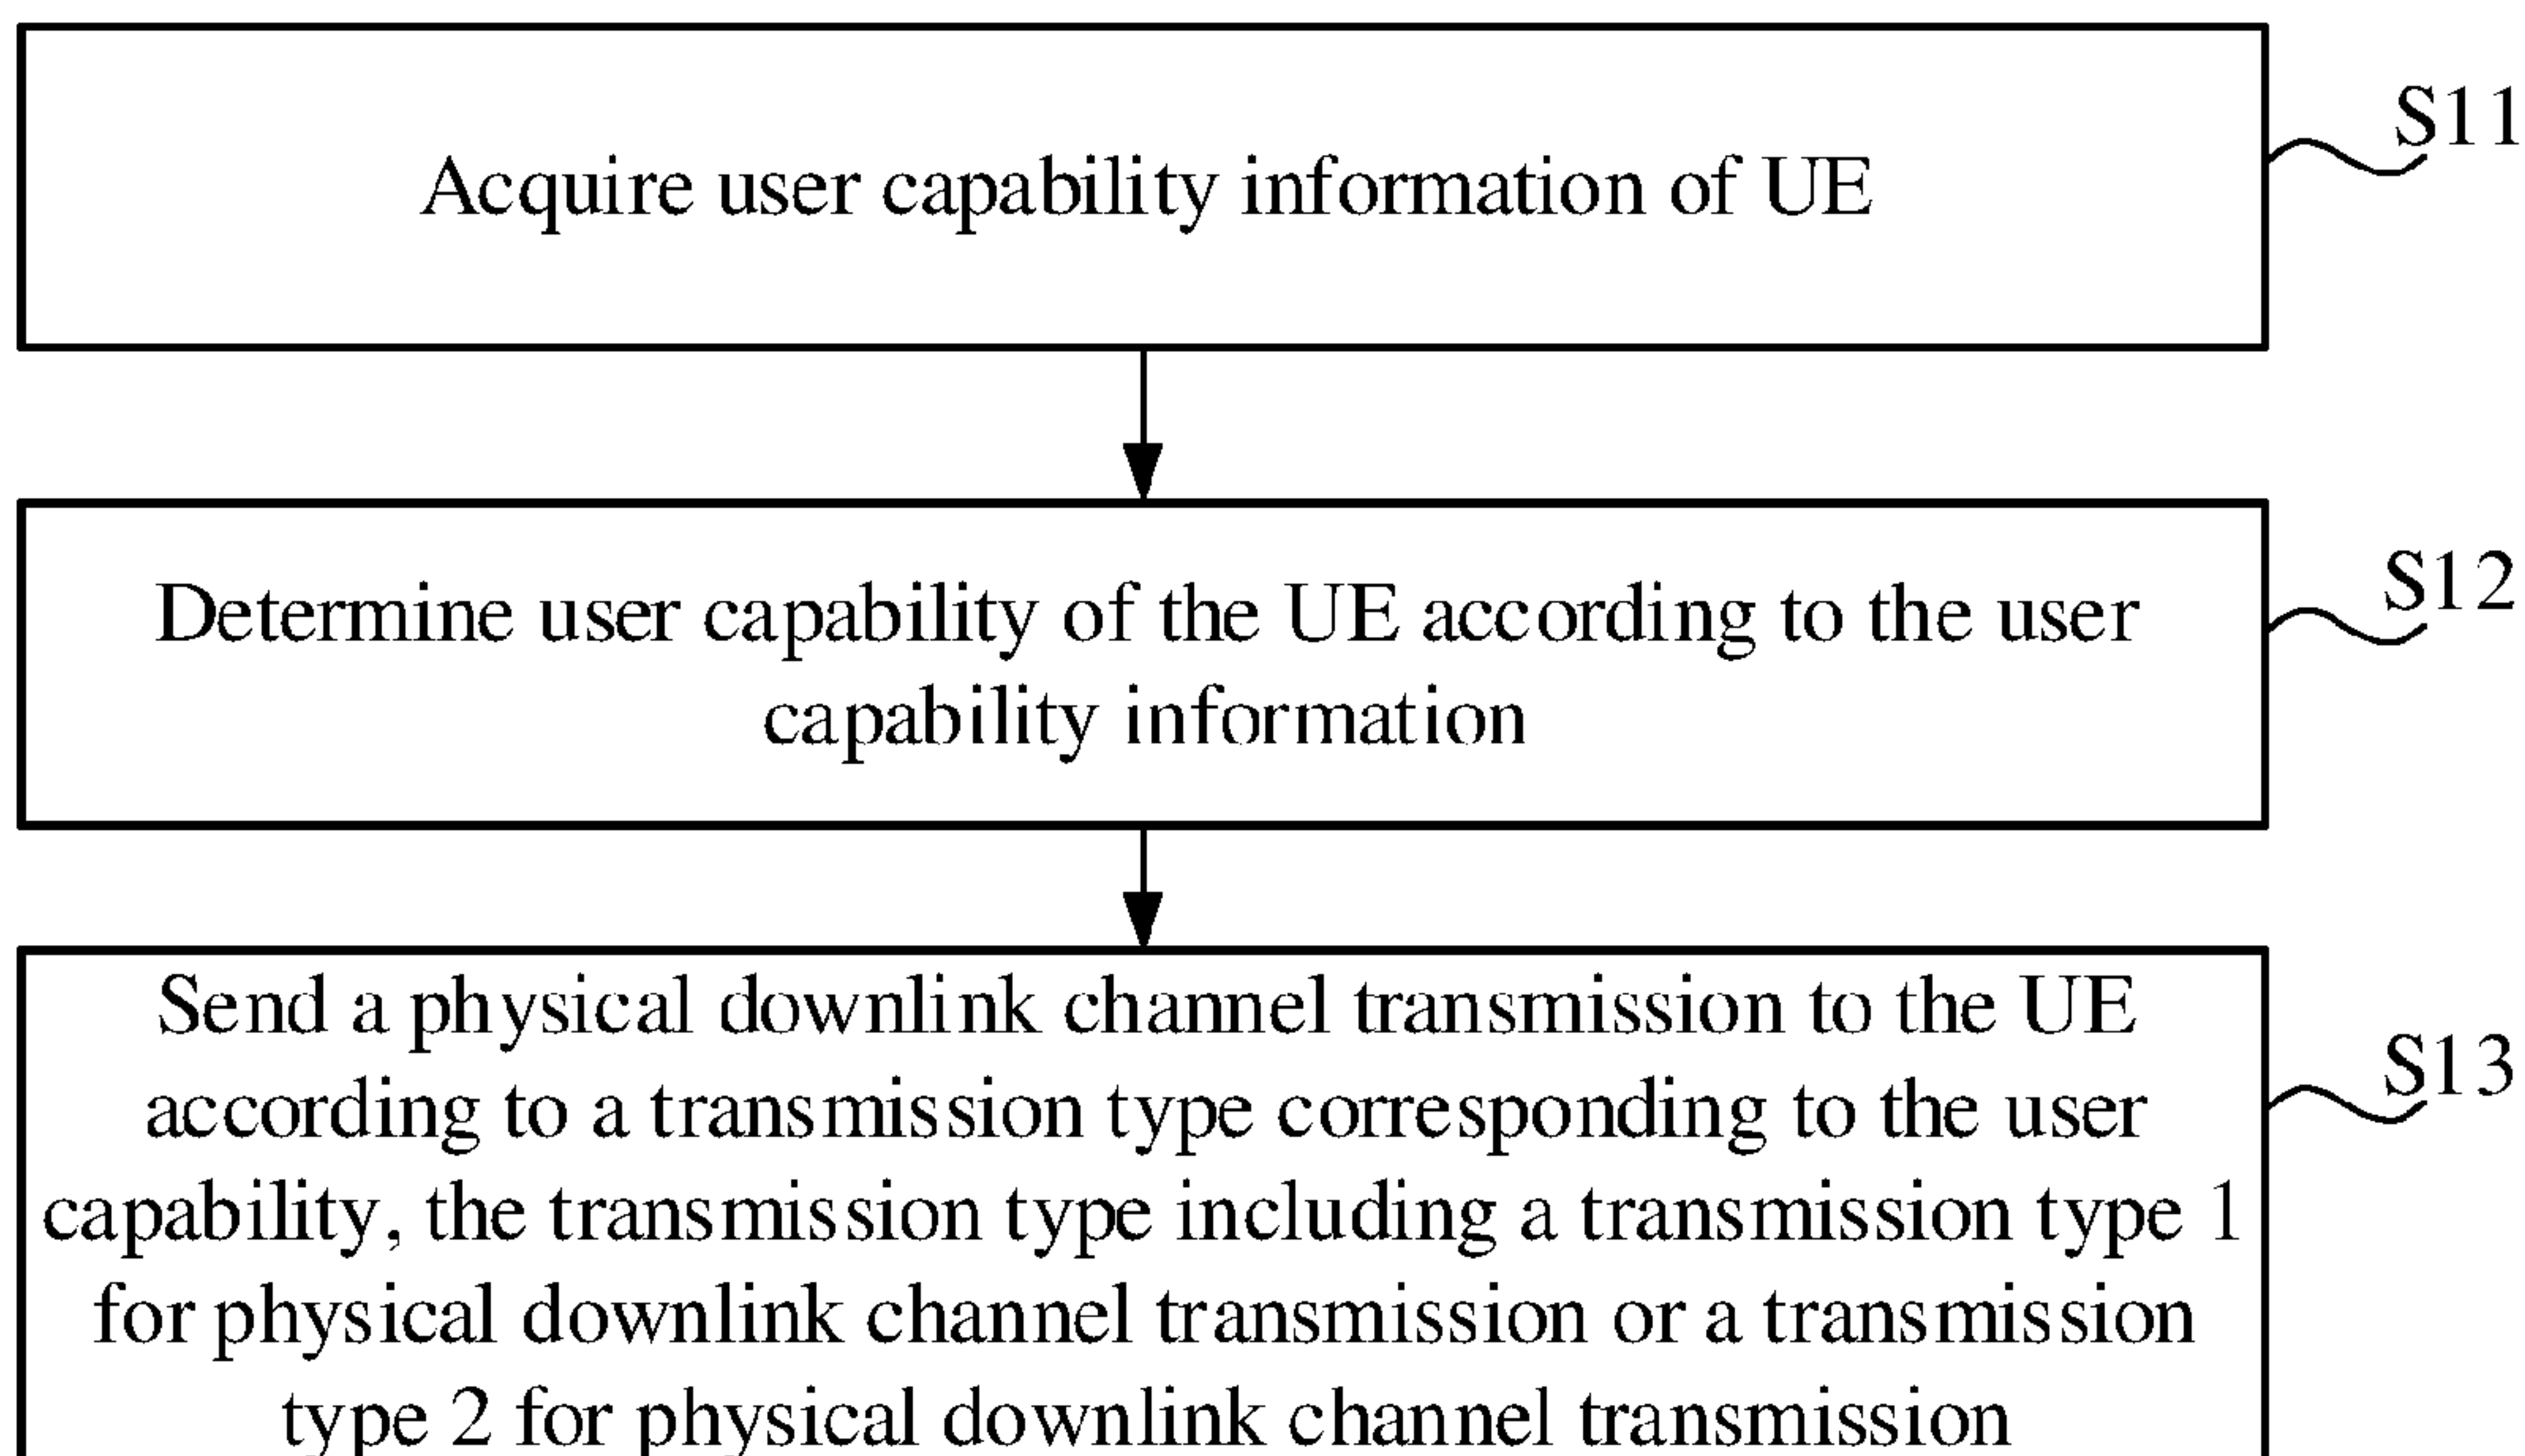 Acquire user capability information of UE
S11
Determine user capability of the UE according to the user
capability information
S12
Send a physical downlink channel transmission to the UE
according to a transmission type corresponding to the user
capability, the transmission type including a transmission type 1
for physical downlink channel transmission or a transmission
type 2 for physical downlink channel transmission
S13